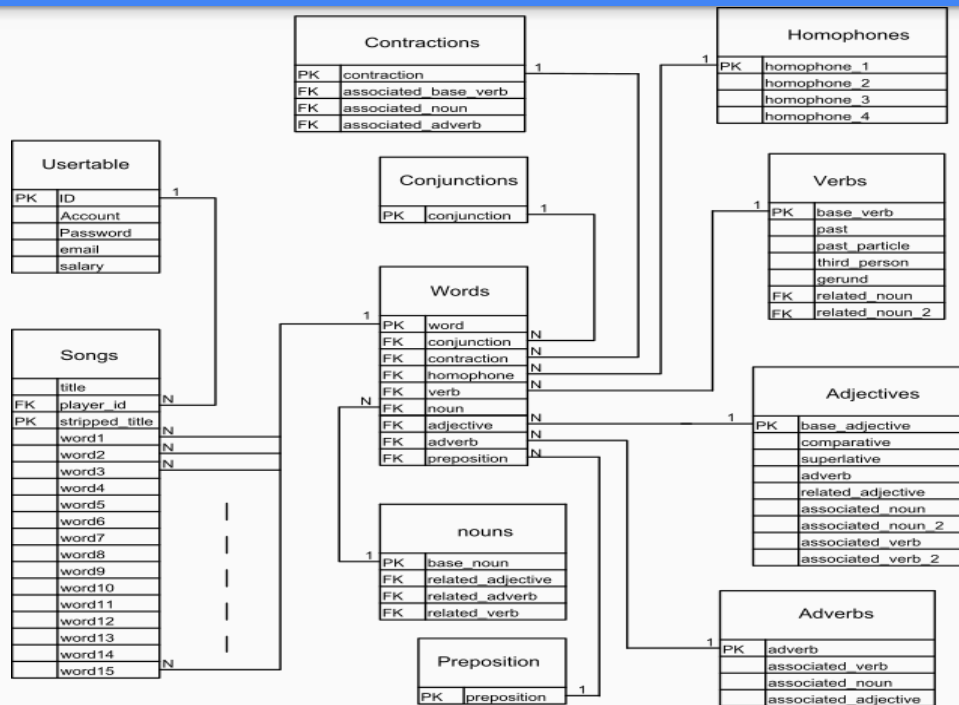 Contractions
PK contraction
FK associated_base_verb
FK associated_noun
FK associated_adverb
1
Homophones
1
PK homophone_1
homophone_2
homophone_3
homophone_4
Usertable
PK ID
Account
Password
email
salary
1
Conjunctions
PK conjunction
1
Verbs
1
PK base_verb
past
past_particle
third_person
gerund
FK related_noun
FK related_noun_2
Words
1
PK word
FK conjunction
FK contraction
FK homophone
FK verb
FK noun
FK adjective
FK adverb
FK preposition
N
N
N
N
N
N
N
N
Songs
title
FK player_id
PK stripped_title
word1
word2
word3
word4
word5
word6
word7
word8
word9
word10
word11
word12
word13
word14
word15
N
N
N
N
N
Adjectives
1
PK base_adjective
comparative
superlative
adverb
related_adjective
associated_noun
associated_noun_2
associated_verb
associated_verb_2
nouns
1
PK base_noun
FK related_adjective
FK related_adverb
FK related_verb
Adverbs
1
PK adverb
associated_verb
associated_noun
associated_adjective
Preposition
PK preposition
1